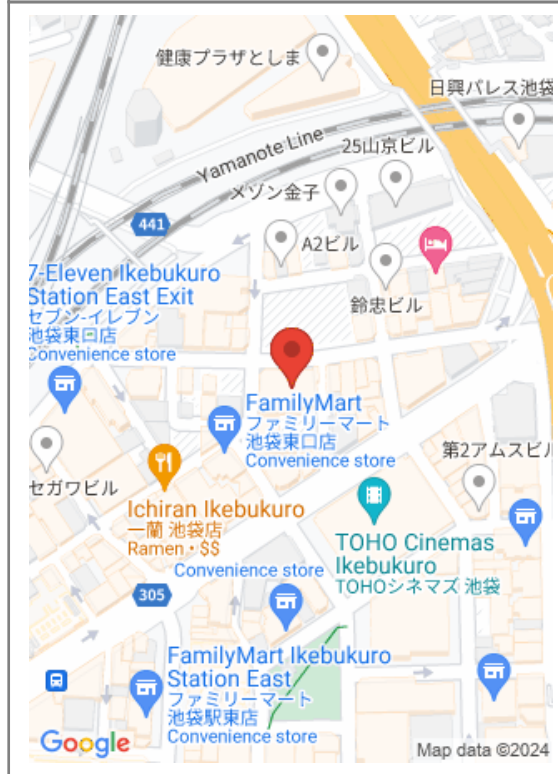 健康プラザとしま
日興パレス池袋
Yamanote Line
25山京ビル
メゾン金子
441
A2ビル
7-Eleven Ikebukuro
Station East Exit
セブン-イレブン
池袋東口店
Convenience store
鈴忠ビル
FamilyMart
ファミリーマート
池袋東口店
Convenience store
第2アムスビル
セガワビル
Ichiran Ikebukuro
一蘭 池袋店
Ramen • $$
TOHO Cinemas
Ikebukuro
TOHOシネマズ 池袋
Convenience store
305
FamilyMart Ikebukuro
Station East
ファミリーマート
池袋駅東店
Convenience store
Google
Map data ©2024